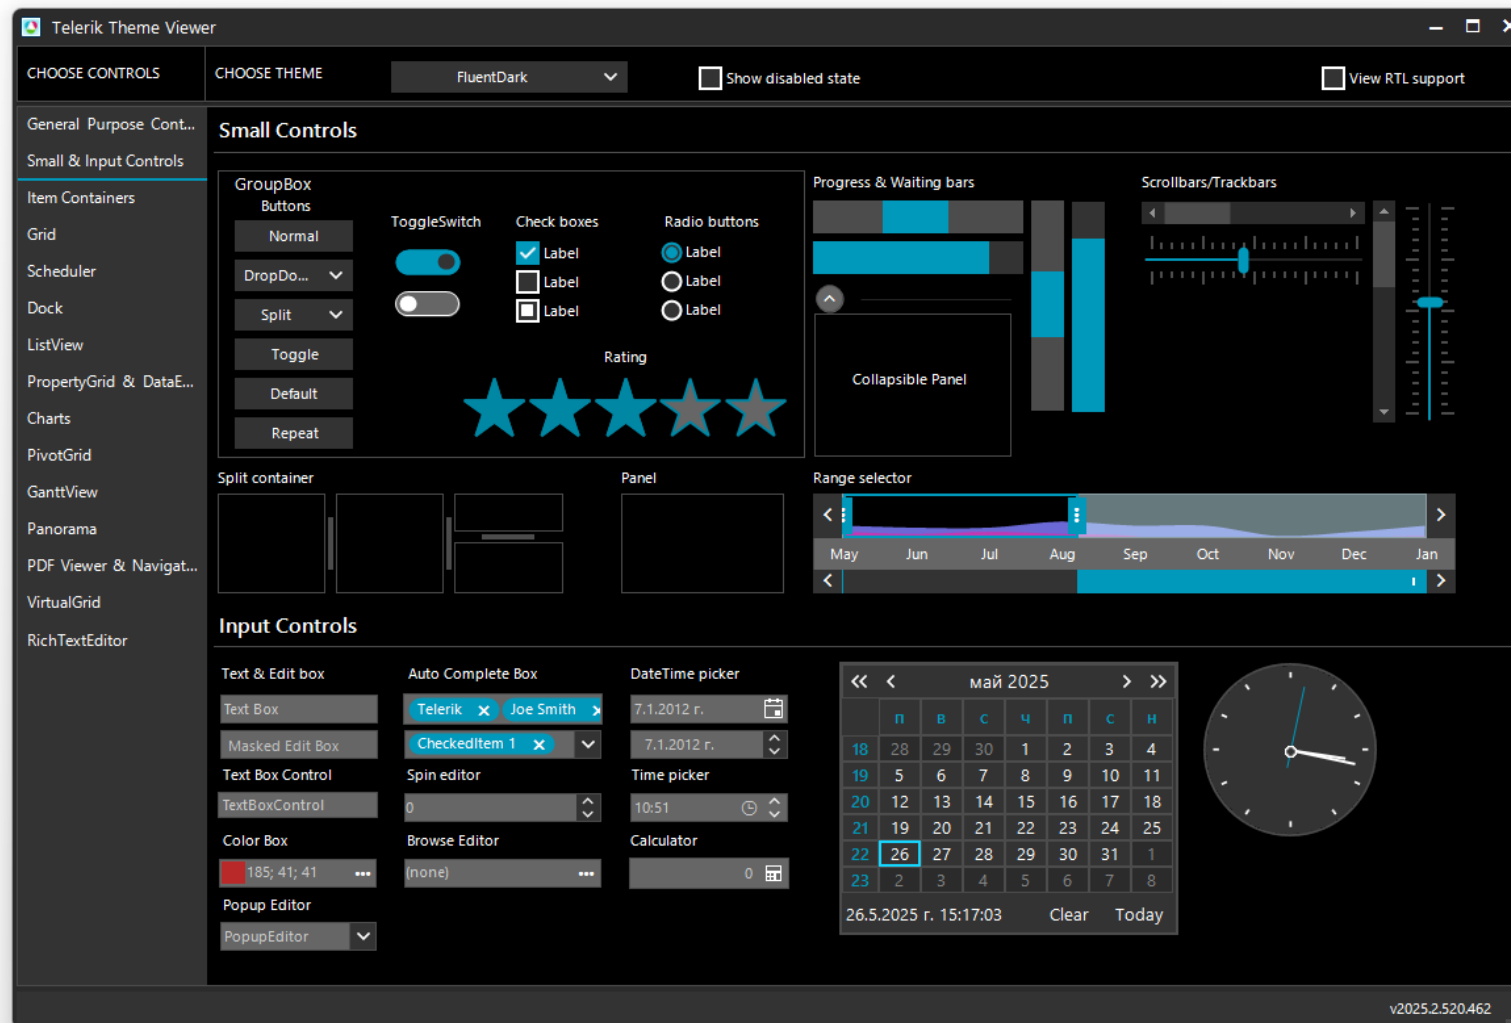 Telerik Theme Viewer
CHOOSE CONTROLS
CHOOSE THEME
FluentDark
Show disabled state
View RTL support
General Purpose Cont...
Small & Input Controls
Item Containers
Grid
Scheduler
Dock
ListView
PropertyGrid & DataE...
Charts
PivotGrid
GanttView
Panorama
PDF Viewer & Navigat...
VirtualGrid
RichTextEditor
Small Controls
GroupBox
Buttons
Normal
DropDo...
Split
Toggle
Default
Repeat
ToggleSwitch
Check boxes
Label
Label
Label
Radio buttons
Label
Label
Label
Rating
Progress & Waiting bars
Collapsible Panel
Scrollbars/Trackbars
Split container
Panel
Range selector
May Jun Jul Aug Sep Oct Nov Dec Jan
Input Controls
Text & Edit box
Text Box
Masked Edit Box
Text Box Control
TextBoxControl
Color Box
185; 41; 41
Popup Editor
PopupEditor
Auto Complete Box
Telerik Joe Smith
CheckedItem 1
Spin editor
0
Browse Editor
(none)
DateTime picker
7.1.2012 г.
7.1.2012 г.
Time picker
10:51
Calculator
0
май 2025
П В С Ч П С Н
18 28 29 30 1 2 3 4
19 5 6 7 8 9 10 11
20 12 13 14 15 16 17 18
21 19 20 21 22 23 24 25
22 26 27 28 29 30 31 1
23 2 3 4 5 6 7 8
26.5.2025 г. 15:17:03 Clear Today
v2025.2.520.462